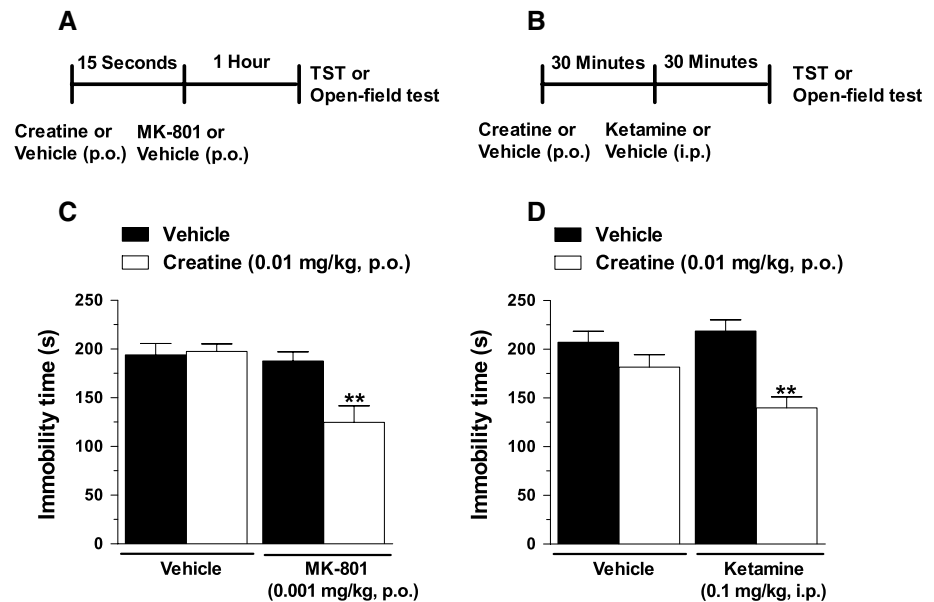 A
15 Seconds
1 Hour
TST or
Open-field test
Creatine or
Vehicle (p.o.)
MK-801 or
Vehicle (p.o.)
B
30 Minutes
30 Minutes
TST or
Open-field test
Creatine or
Vehicle (p.o.)
Ketamine or
Vehicle (i.p.)
C
Vehicle
Creatine (0.01 mg/kg, p.o.)
Immobility time (s)
250
200
150
100
50
0
**
Vehicle
MK-801
(0.001 mg/kg, p.o.)
D
Vehicle
Creatine (0.01 mg/kg, p.o.)
Immobility time (s)
250
200
150
100
50
0
**
Vehicle
Ketamine
(0.1 mg/kg, i.p.)